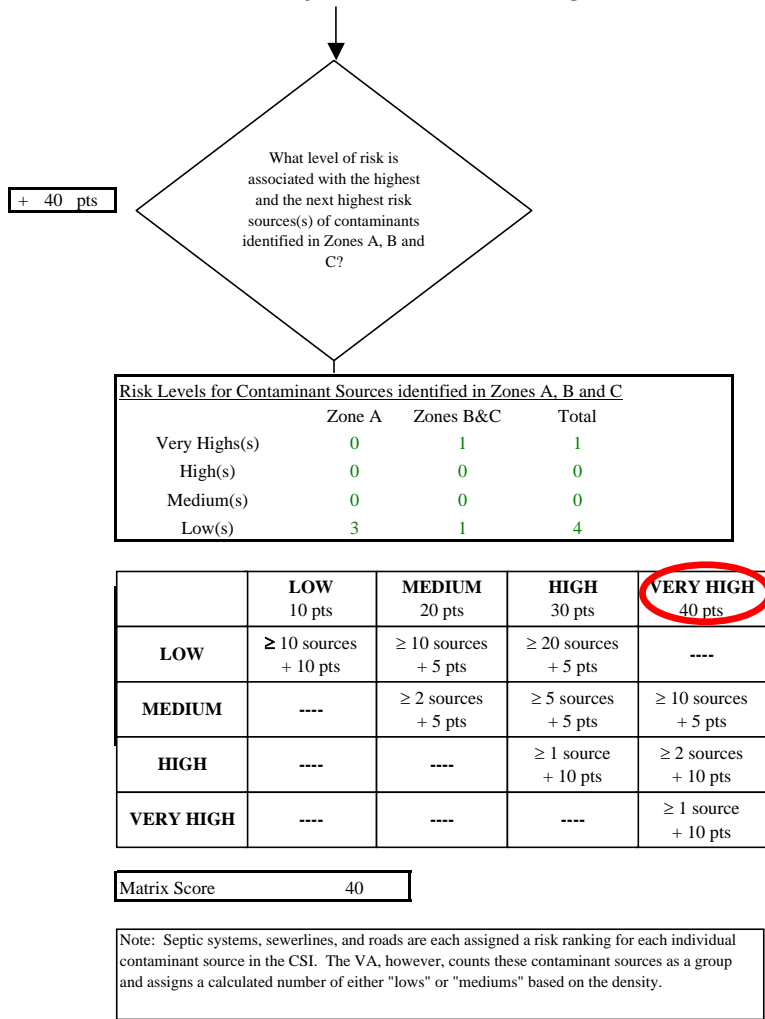 What level of risk is
associated with the highest
and the next highest risk
sources(s) of contaminants
identified in Zones A, B and
C?
+ 40 pts
Risk Levels for Contaminant Sources identified in Zones A, B and C
Zone A Zones B&C Total
Very Highs(s) 0 1 1
High(s) 0 0 0
Medium(s) 0 0 0
Low(s) 3 1 4
LOW MEDIUM HIGH VERY HIGH
10 pts 20 pts 30 pts 40 pts
LOW ≥ 10 sources ≥ 10 sources ≥ 20 sources ----
+ 10 pts + 5 pts + 5 pts
MEDIUM ---- ≥ 2 sources ≥ 5 sources ≥ 10 sources
+ 5 pts + 5 pts + 5 pts
HIGH ---- ---- ≥ 1 source ≥ 2 sources
+ 10 pts + 10 pts
VERY HIGH ---- ---- ---- ≥ 1 source
+ 10 pts
Matrix Score 40
Note: Septic systems, sewerlines, and roads are each assigned a risk ranking for each individual
contaminant source in the CSI. The VA, however, counts these contaminant sources as a group
and assigns a calculated number of either "lows" or "mediums" based on the density.